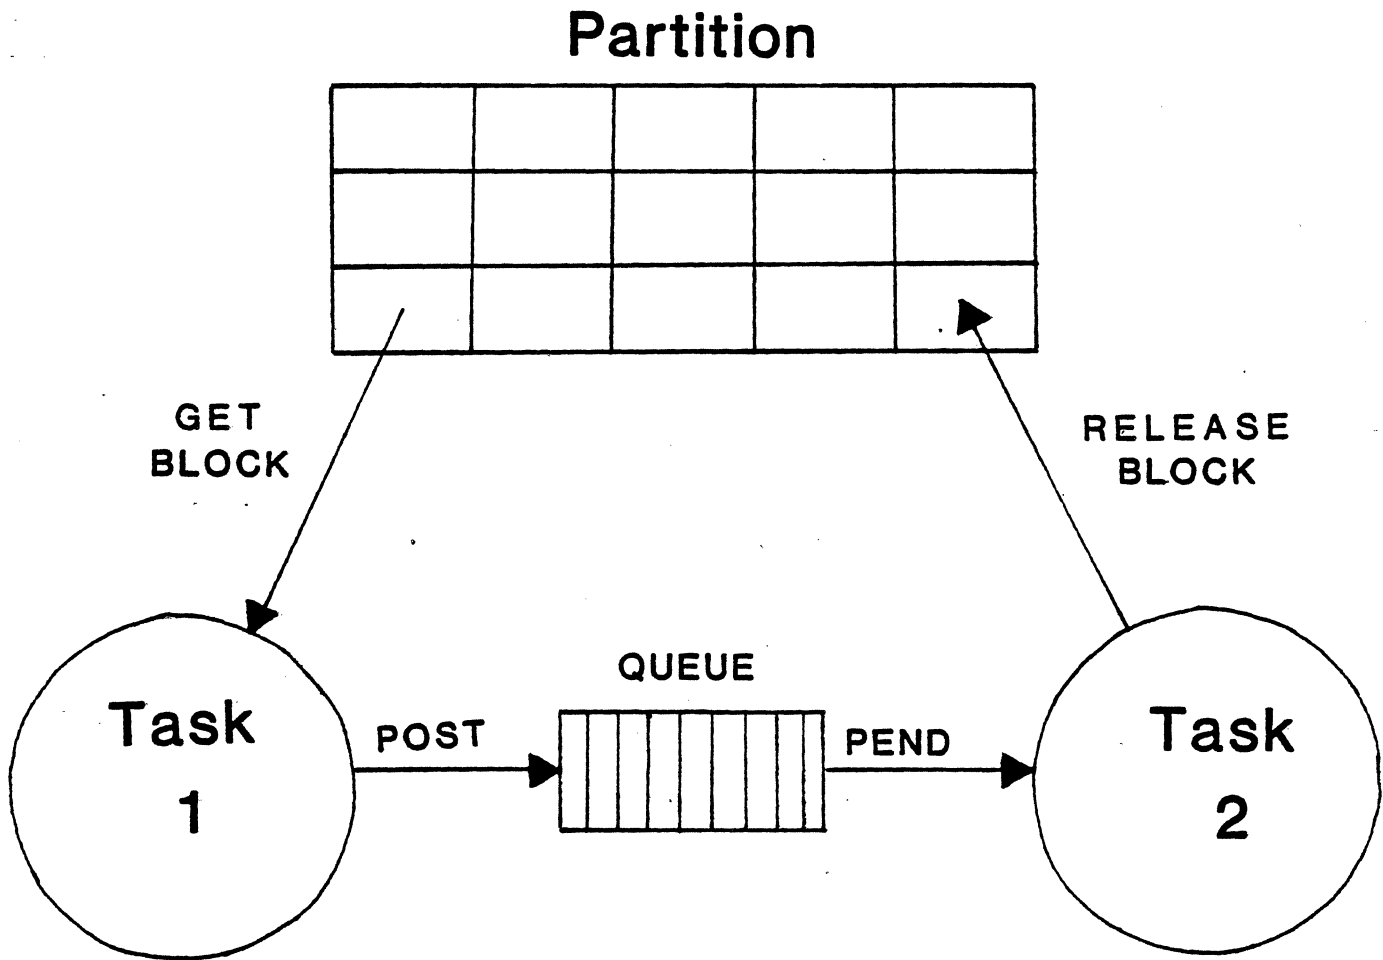 Partition
GET
BLOCK
RELEASE
BLOCK
QUEUE
POST
PEND
Task
1
Task
2